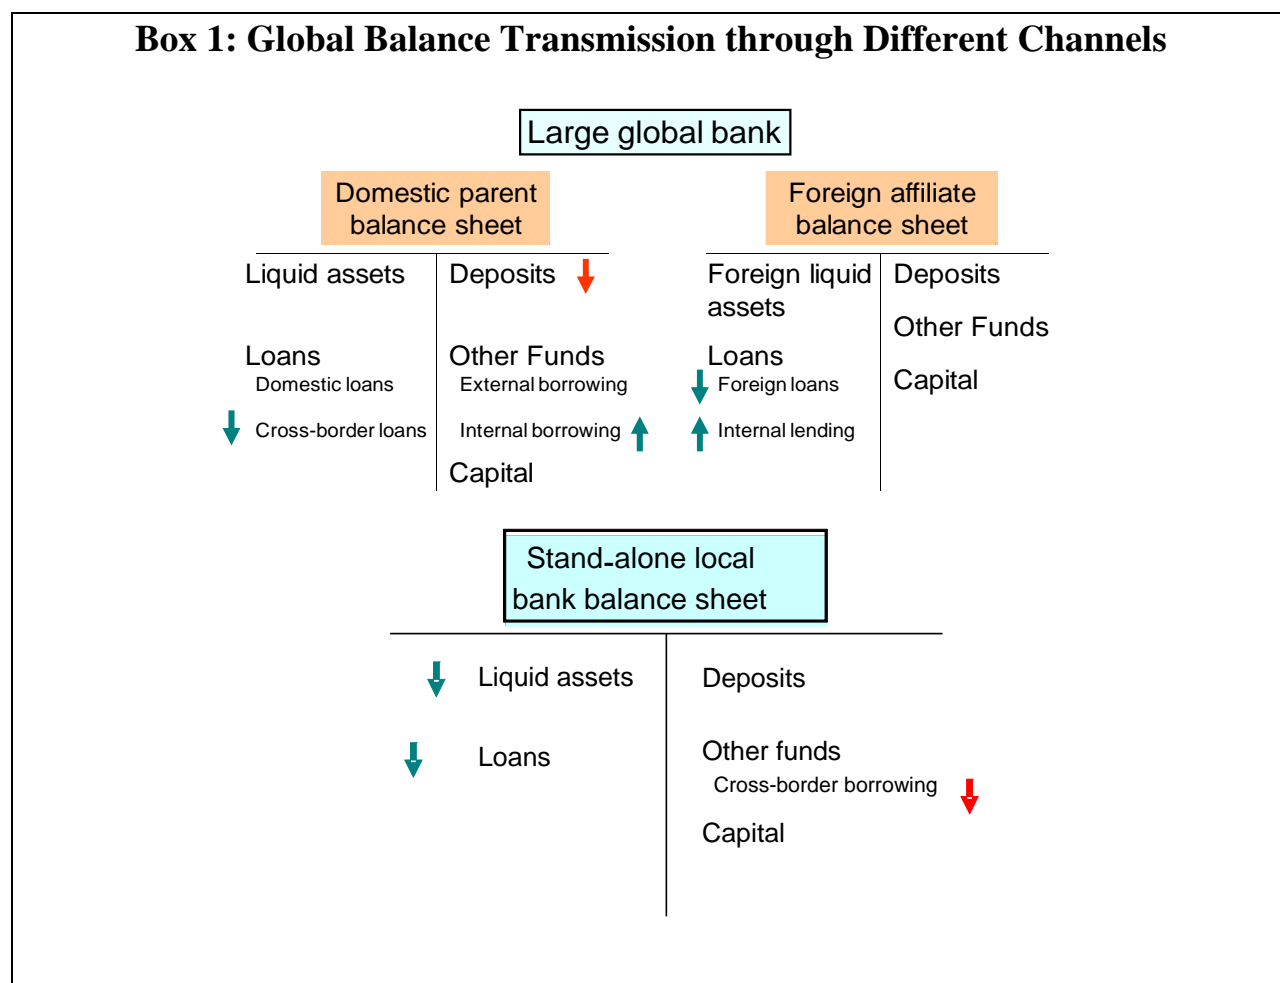 Box 1: Global Balance Transmission through Different Channels
Large global bank
Domestic parent
balance sheet
Liquid assets
Loans
Domestic loans
Cross-border loans
Deposits
Other Funds
External borrowing
Internal borrowing
Capital
Foreign affiliate
balance sheet
Foreign liquid
assets
Loans
Foreign loans
Internal lending
Deposits
Other Funds
Capital
Stand-alone local
bank balance sheet
Liquid assets
Loans
Deposits
Other funds
Cross-border borrowing
Capital